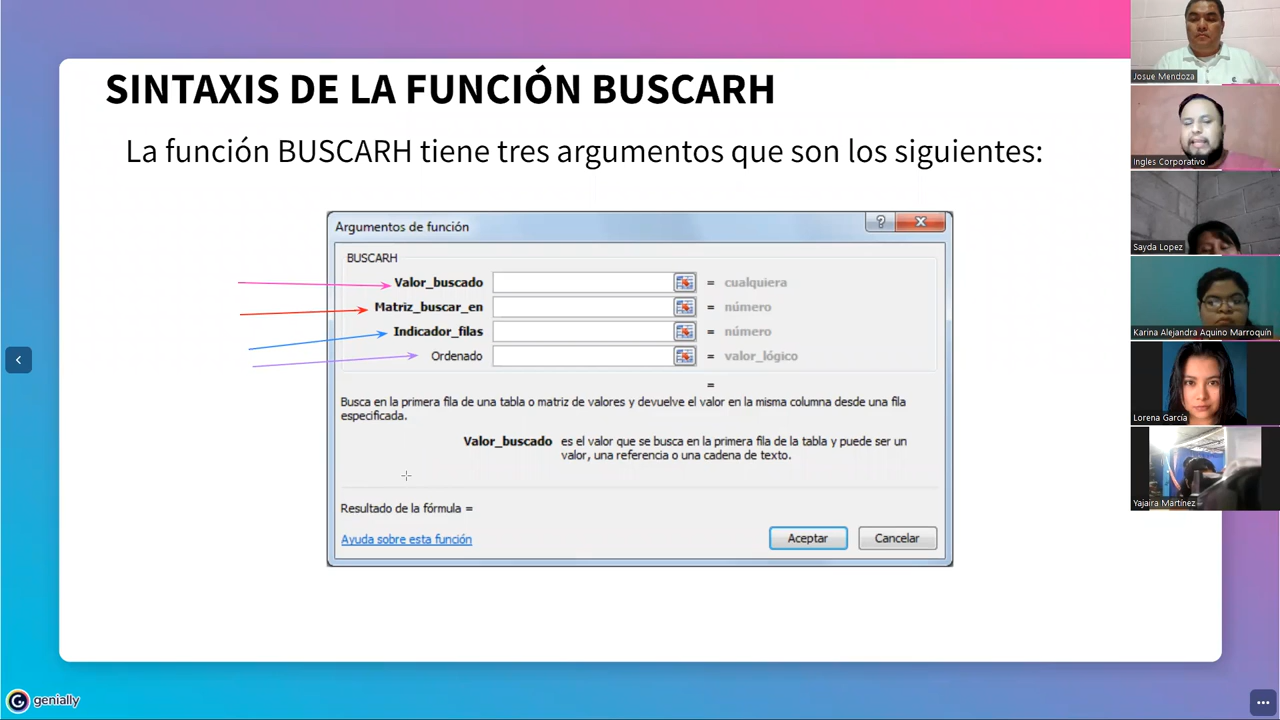 SINTAXIS DE LA FUNCIÓN BUSCARH
La función BUSCARH tiene tres argumentos que son los siguientes:
Argumentos de función
?
BUSCARH
Valor_buscado = cualquiera
Matriz_buscar_en = número
Indicador_filas = número
Ordenado = valor_lógico
=
Busca en la primera fila de una tabla o matriz de valores y devuelve el valor en la misma columna desde una fila
especificada.
Valor_buscado es el valor que se busca en la primera fila de la tabla y puede ser un
valor, una referencia o una cadena de texto.
Resultado de la fórmula =
Ayuda sobre esta función
Aceptar
Cancelar
genially
Josue Mendoza
Ingles Corporativo
Sayda Lopez
Karina Alejandra Aquino Marroquín
Lorena García
Yajaira Martínez